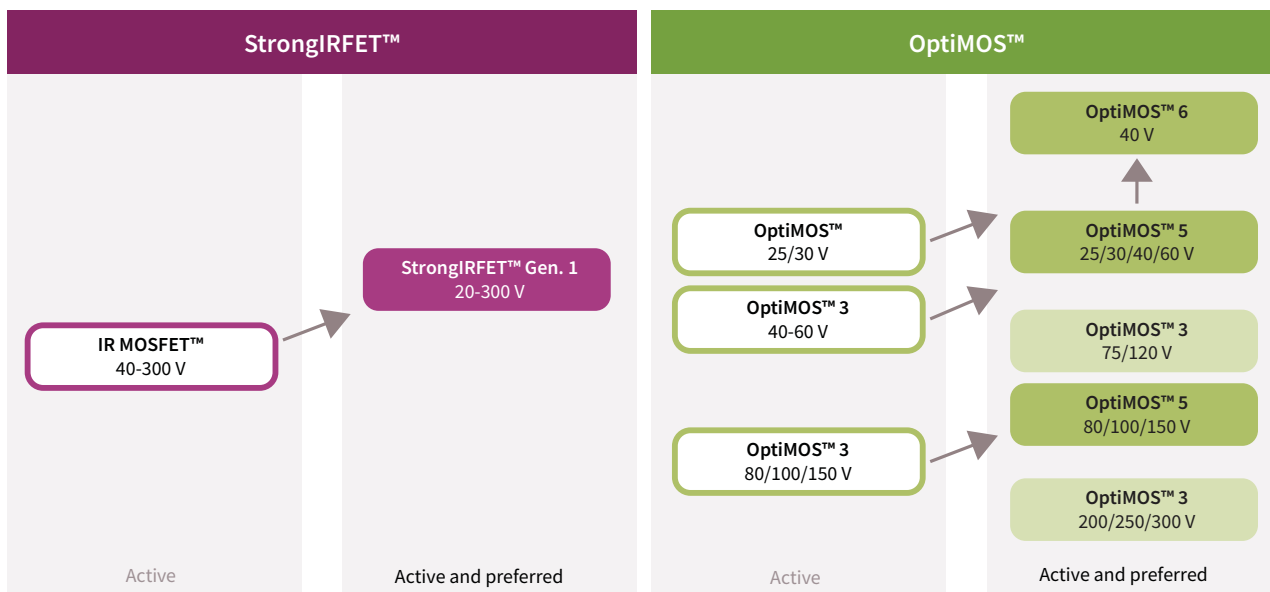 StrongIRFET™
StrongIRFET™ Gen. 1
20-300 V
IR MOSFET™
40-300 V
Active
Active and preferred
OptiMOS™
OptiMOS™ 6
40 V
OptiMOS™
25/30 V
OptiMOS™ 5
25/30/40/60 V
OptiMOS™ 3
40-60 V
OptiMOS™ 3
75/120 V
OptiMOS™ 5
80/100/150 V
OptiMOS™ 3
80/100/150 V
OptiMOS™ 3
200/250/300 V
Active
Active and preferred